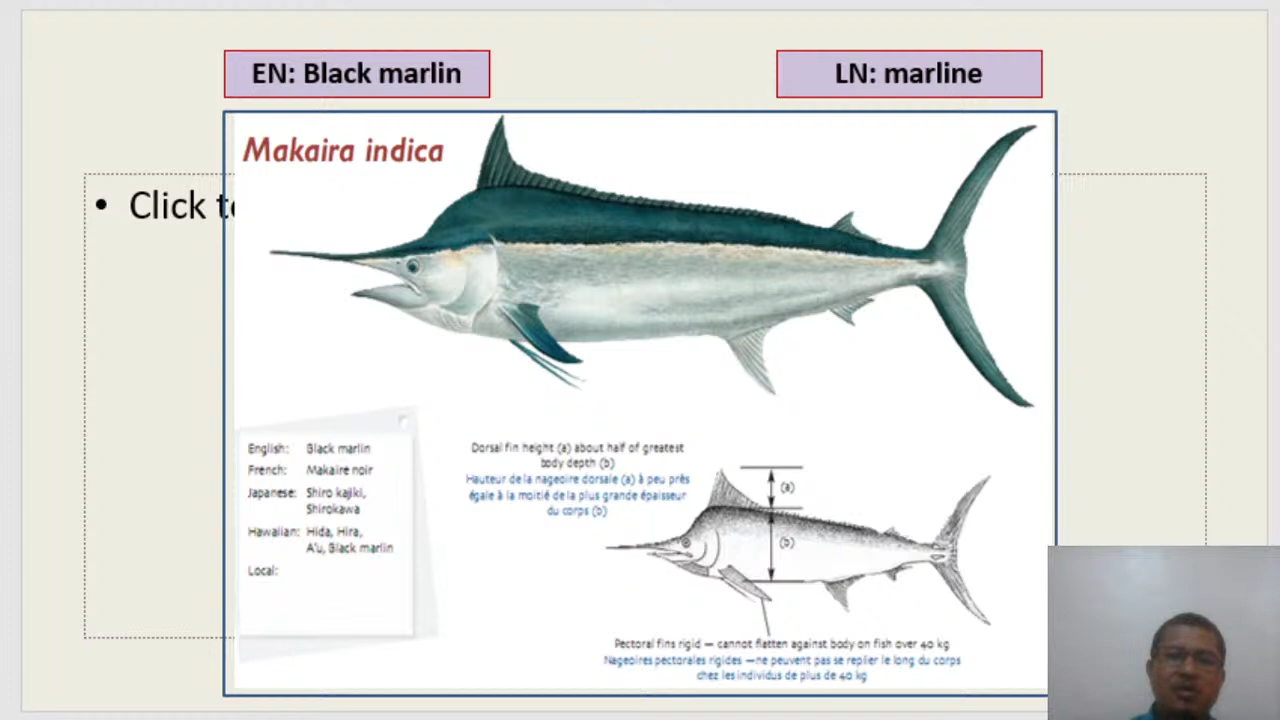 EN: Black marlin
LN: marline
Makaira indica
• Click to
English: Black marlin
French: Makaire noir
Japanese: Shiro kajiki,
Shirokawa
Hawaiian: Hida, Hira,
A'u, Black marlin
Local:
Dorsal fin height (a) about half of greatest
body depth (b)
Hauteur de la nageoire dorsale (a) à peu près
égale à la moitié de la plus grande épaisseur
du corps (b)
(a)
(b)
Pectoral fins rigid — cannot flatten against body on fish over 40 kg
Nageoires pectorales rigides —ne peuvent pas se replier le long du corps
chez les individus de plus de 40 kg